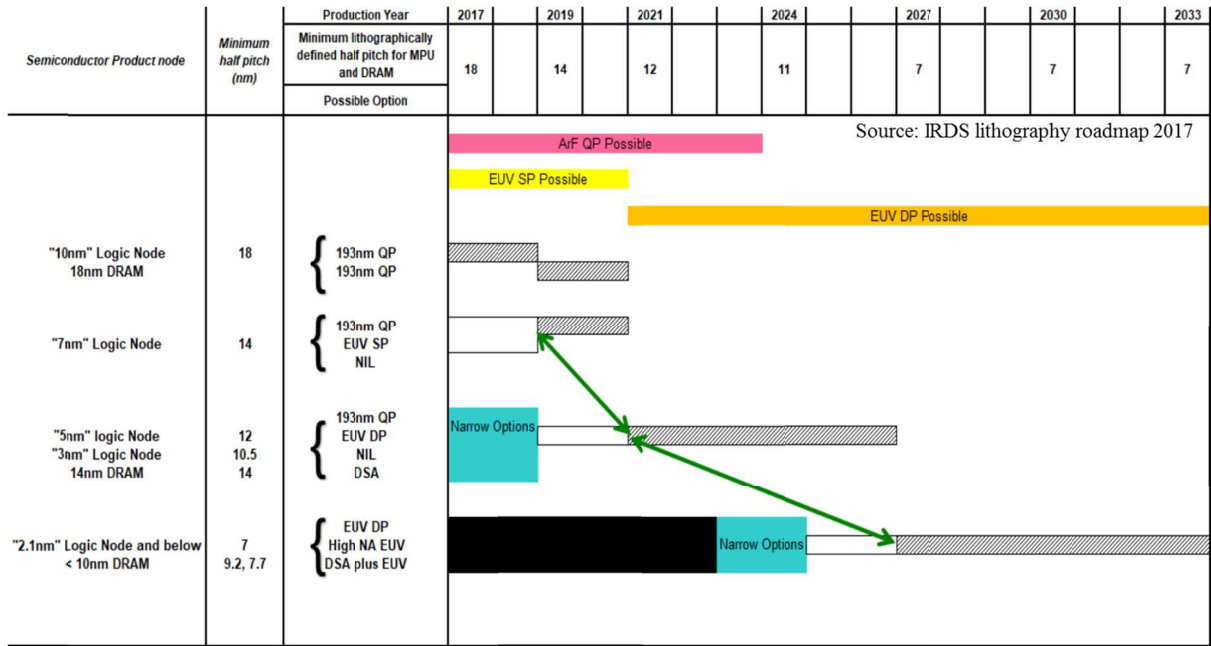 Production Year 2017 2019 2021 2024 2027 2030 2033
Semiconductor Product node
Minimum
half pitch
(nm)
Minimum lithographically
defined half pitch for MPU
and DRAM
18 14 12 11 7 7 7
Possible Option
Source: IRDS lithography roadmap 2017
ArF QP Possible
EUV SP Possible
EUV DP Possible
"10nm" Logic Node 18 193nm QP
18nm DRAM 193nm QP
193nm QP
"7nm" Logic Node 14 EUV SP
NIL
193nm QP
Narrow Options
"5nm" logic Node 12 EUV DP
"3nm" Logic Node 10.5 NIL
14nm DRAM 14 DSA
EUV DP
"2.1nm" Logic Node and below 7 High NA EUV Narrow Options
< 10nm DRAM 9.2, 7.7 DSA plus EUV